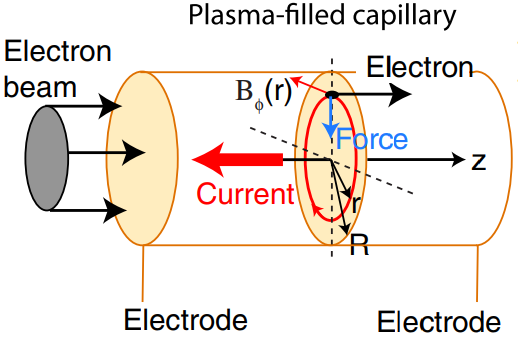 Plasma-filled capillary
Electron
beam
Electron
Bϕ(r)
Force
z
Current
r
R
Electrode
Electrode